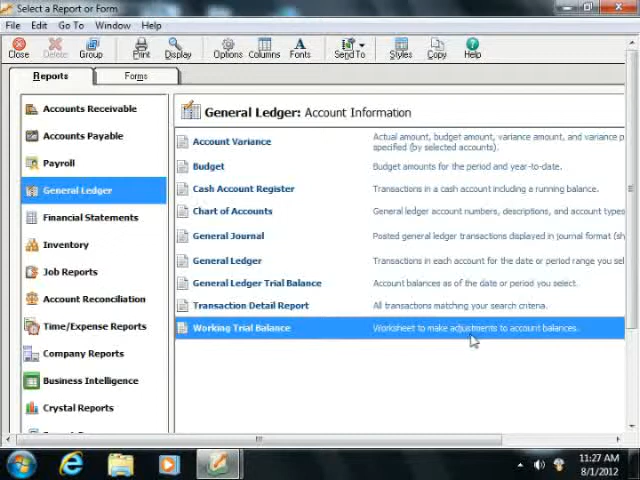 Select a Report or Form
File Edit Go To Window Help
Close Delete Group Print Display Options Columns Fonts Send To Styles Copy Help
Reports Forms
General Ledger: Account Information
Accounts Receivable
Accounts Payable
Payroll
General Ledger
Financial Statements
Inventory
Job Reports
Account Reconciliation
Time/Expense Reports
Company Reports
Business Intelligence
Crystal Reports
Account Variance Actual amount, budget amount, variance amount, and variance p
specified (by selected accounts).
Budget Budget amounts for the period and year-to-date.
Cash Account Register Transactions in a cash account including a running balance.
Chart of Accounts General ledger account numbers, descriptions, and account types
General Journal Posted general ledger transactions displayed in journal format (sh
General Ledger Transactions in each account for the date or period range you sel
General Ledger Trial Balance Account balances as of the date or period you select.
Transaction Detail Report All transactions matching your search criteria.
Working Trial Balance Worksheet to make adjustments to account balances.
11:27 AM
8/1/2012